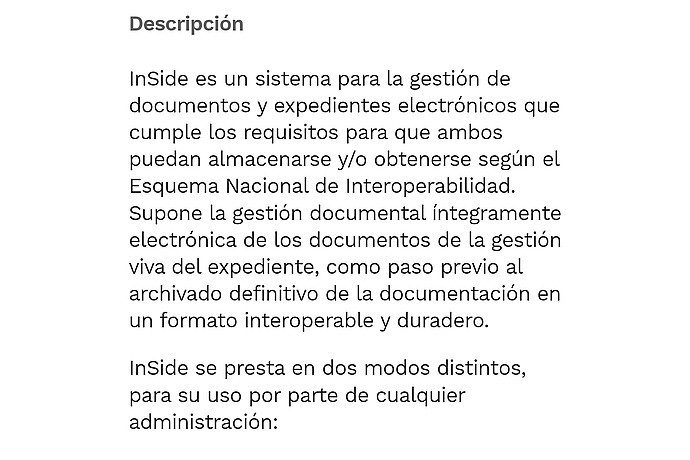 Descripción
InSide es un sistema para la gestión de
documentos y expedientes electrónicos que
cumple los requisitos para que ambos
puedan almacenarse y/o obtenerse según el
Esquema Nacional de Interoperabilidad.
Supone la gestión documental íntegramente
electrónica de los documentos de la gestión
viva del expediente, como paso previo al
archivado definitivo de la documentación en
un formato interoperable y duradero.
InSide se presta en dos modos distintos,
para su uso por parte de cualquier
administración: